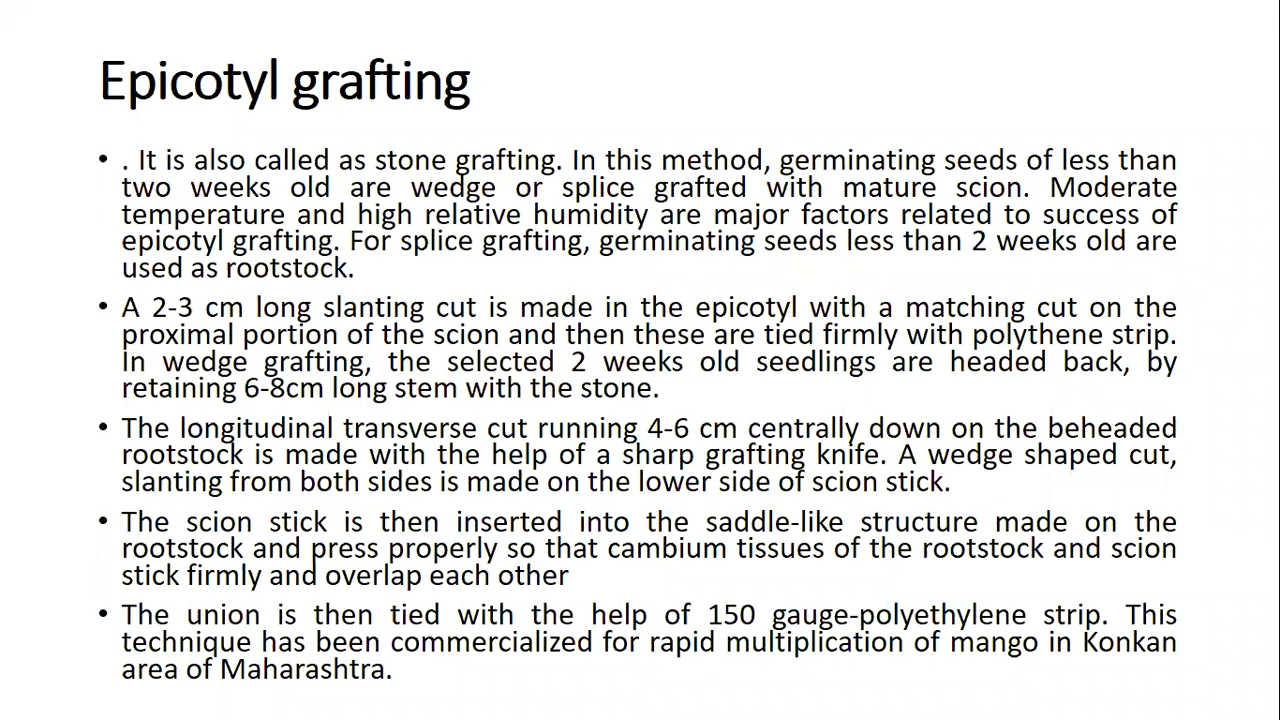 Epicotyl grafting
• . It is also called as stone grafting. In this method, germinating seeds of less than
two weeks old are wedge or splice grafted with mature scion. Moderate
temperature and high relative humidity are major factors related to success of
epicotyl grafting. For splice grafting, germinating seeds less than 2 weeks old are
used as rootstock.
• A 2-3 cm long slanting cut is made in the epicotyl with a matching cut on the
proximal portion of the scion and then these are tied firmly with polythene strip.
In wedge grafting, the selected 2 weeks old seedlings are headed back, by
retaining 6-8cm long stem with the stone.
• The longitudinal transverse cut running 4-6 cm centrally down on the beheaded
rootstock is made with the help of a sharp grafting knife. A wedge shaped cut,
slanting from both sides is made on the lower side of scion stick.
• The scion stick is then inserted into the saddle-like structure made on the
rootstock and press properly so that cambium tissues of the rootstock and scion
stick firmly and overlap each other
• The union is then tied with the help of 150 gauge-polyethylene strip. This
technique has been commercialized for rapid multiplication of mango in Konkan
area of Maharashtra.